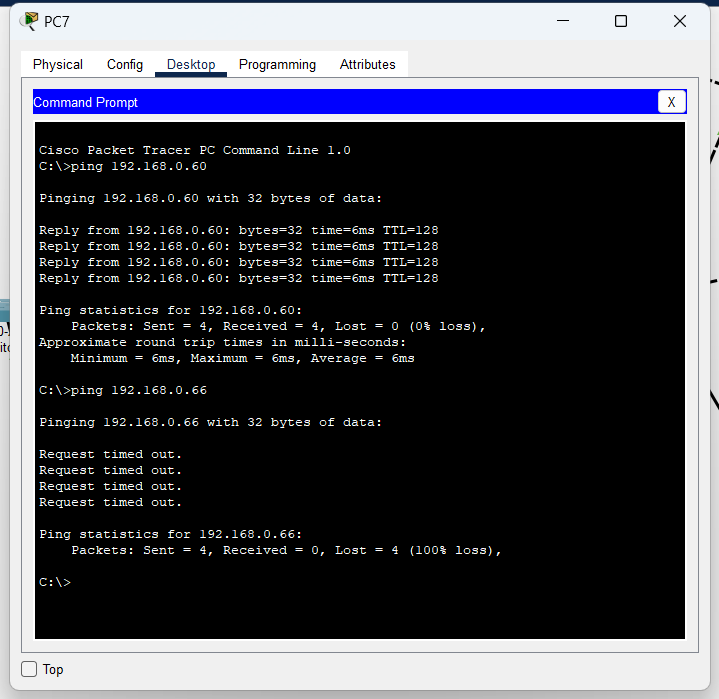 PC7
Physical Config Desktop Programming Attributes
Command Prompt X
Cisco Packet Tracer PC Command Line 1.0
C:\>ping 192.168.0.60
Pinging 192.168.0.60 with 32 bytes of data:
Reply from 192.168.0.60: bytes=32 time=6ms TTL=128
Reply from 192.168.0.60: bytes=32 time=6ms TTL=128
Reply from 192.168.0.60: bytes=32 time=6ms TTL=128
Reply from 192.168.0.60: bytes=32 time=6ms TTL=128
Ping statistics for 192.168.0.60:
Packets: Sent = 4, Received = 4, Lost = 0 (0% loss),
Approximate round trip times in milli-seconds:
Minimum = 6ms, Maximum = 6ms, Average = 6ms
C:\>ping 192.168.0.66
Pinging 192.168.0.66 with 32 bytes of data:
Request timed out.
Request timed out.
Request timed out.
Request timed out.
Ping statistics for 192.168.0.66:
Packets: Sent = 4, Received = 0, Lost = 4 (100% loss),
C:\>
Top